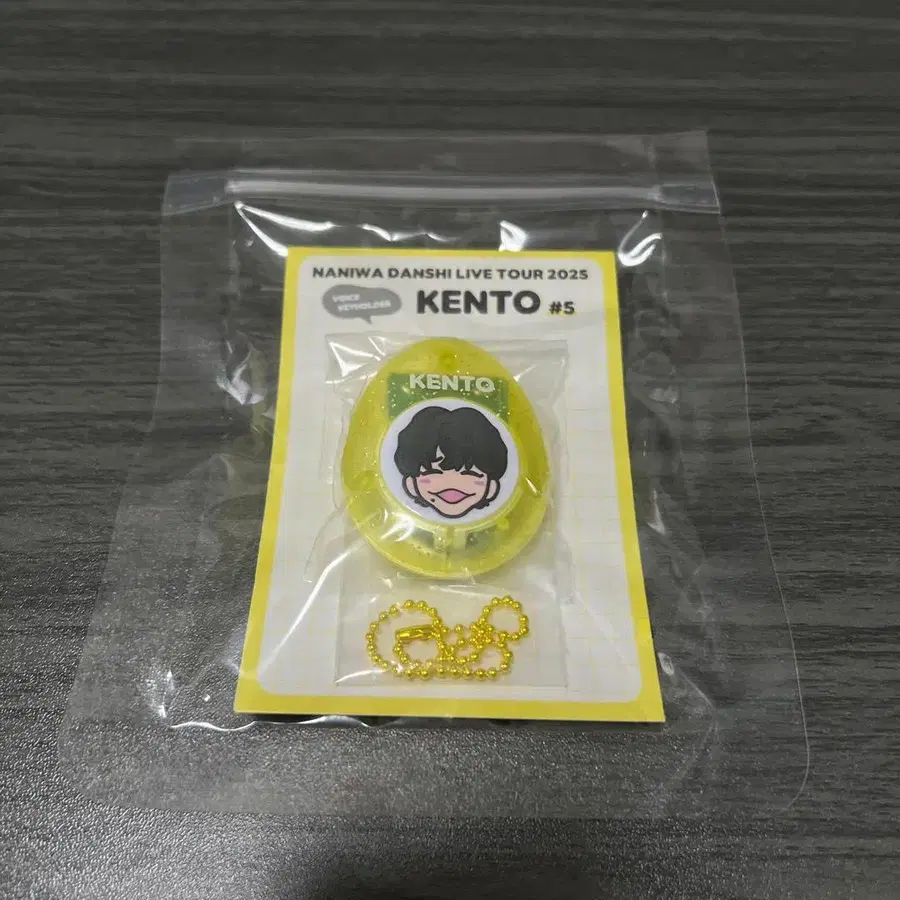 NANIWA DANSHI LIVE TOUR 2025
VOICE
KEYHOLDER
KENTO #5
KENTO